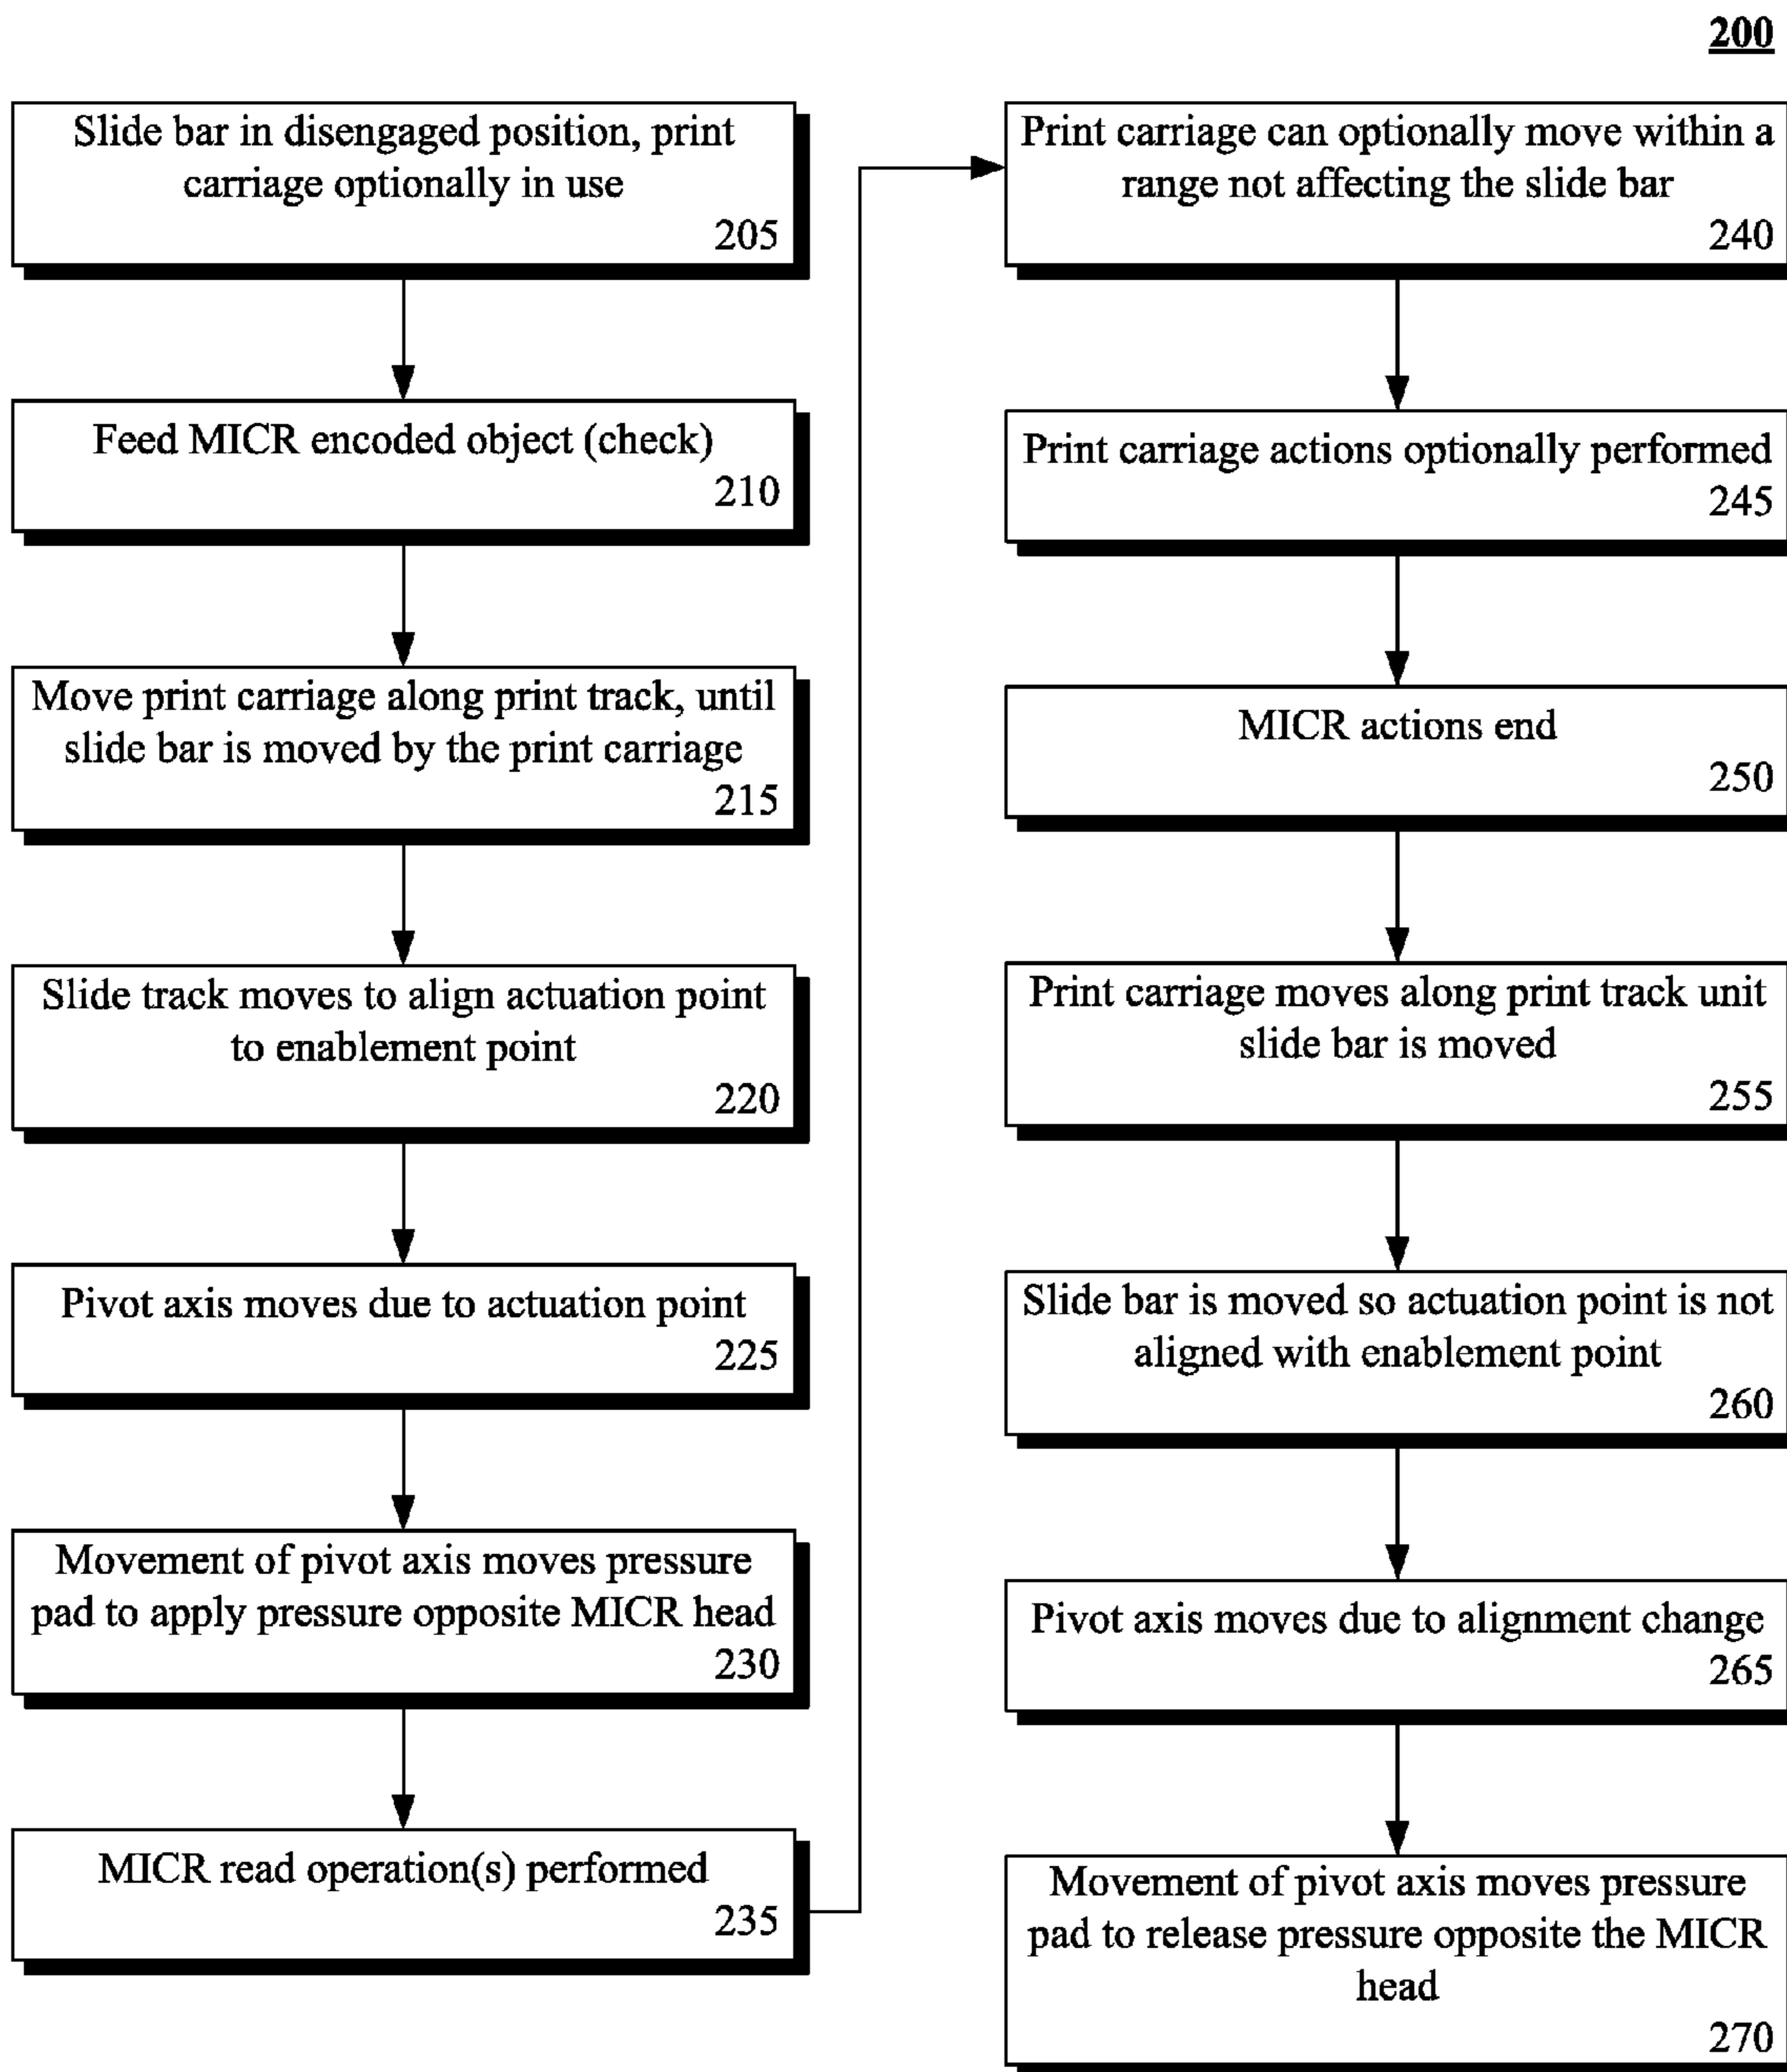 200
Slide bar in disengaged position, print
carriage optionally in use
205
Feed MICR encoded object (check)
210
Move print carriage along print track, until
slide bar is moved by the print carriage
215
Slide track moves to align actuation point
to enablement point
220
Pivot axis moves due to actuation point
225
Movement of pivot axis moves pressure
pad to apply pressure opposite MICR head
230
MICR read operation(s) performed
235
Print carriage can optionally move within a
range not affecting the slide bar
240
Print carriage actions optionally performed
245
MICR actions end
250
Print carriage moves along print track unit
slide bar is moved
255
Slide bar is moved so actuation point is not
aligned with enablement point
260
Pivot axis moves due to alignment change
265
Movement of pivot axis moves pressure
pad to release pressure opposite the MICR
head
270